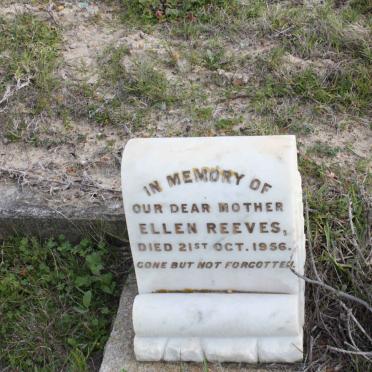 IN MEMORY OF
OUR DEAR MOTHER
ELLEN REEVES,
DIED 21ST OCT. 1956.
GONE BUT NOT FORGOTTEN.